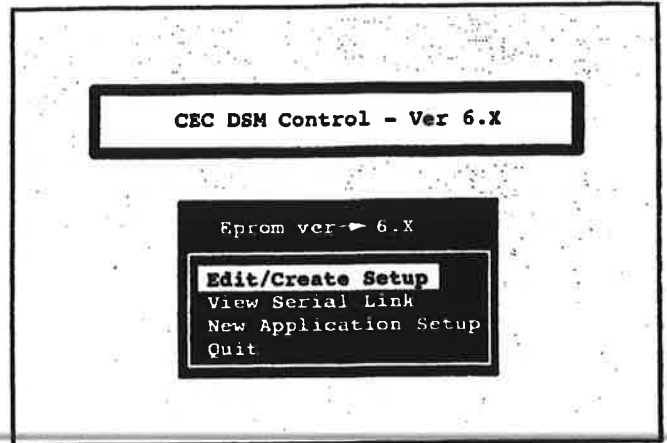 CEC DSM Control - Ver 6.X
Eprom ver→ 6.X
Edit/Create Setup
View Serial Link
New Application Setup
Quit